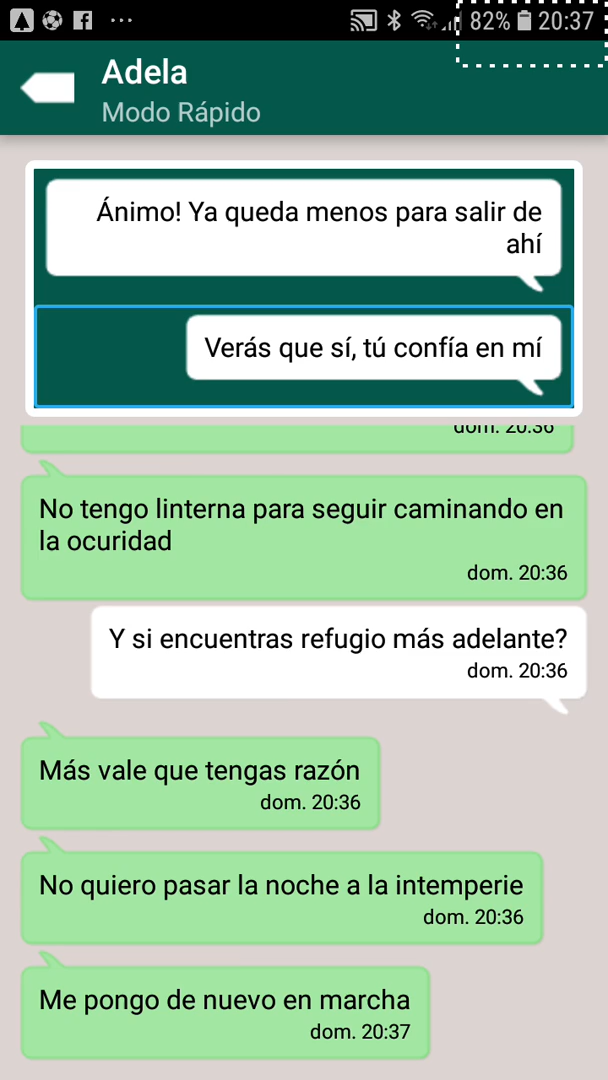 82% 20:37
Adela
Modo Rápido
Ánimo! Ya queda menos para salir de
ahí
Verás que sí, tú confía en mí
dom. 20:36
No tengo linterna para seguir caminando en
la ocuridad
dom. 20:36
Y si encuentras refugio más adelante?
dom. 20:36
Más vale que tengas razón
dom. 20:36
No quiero pasar la noche a la intemperie
dom. 20:36
Me pongo de nuevo en marcha
dom. 20:37